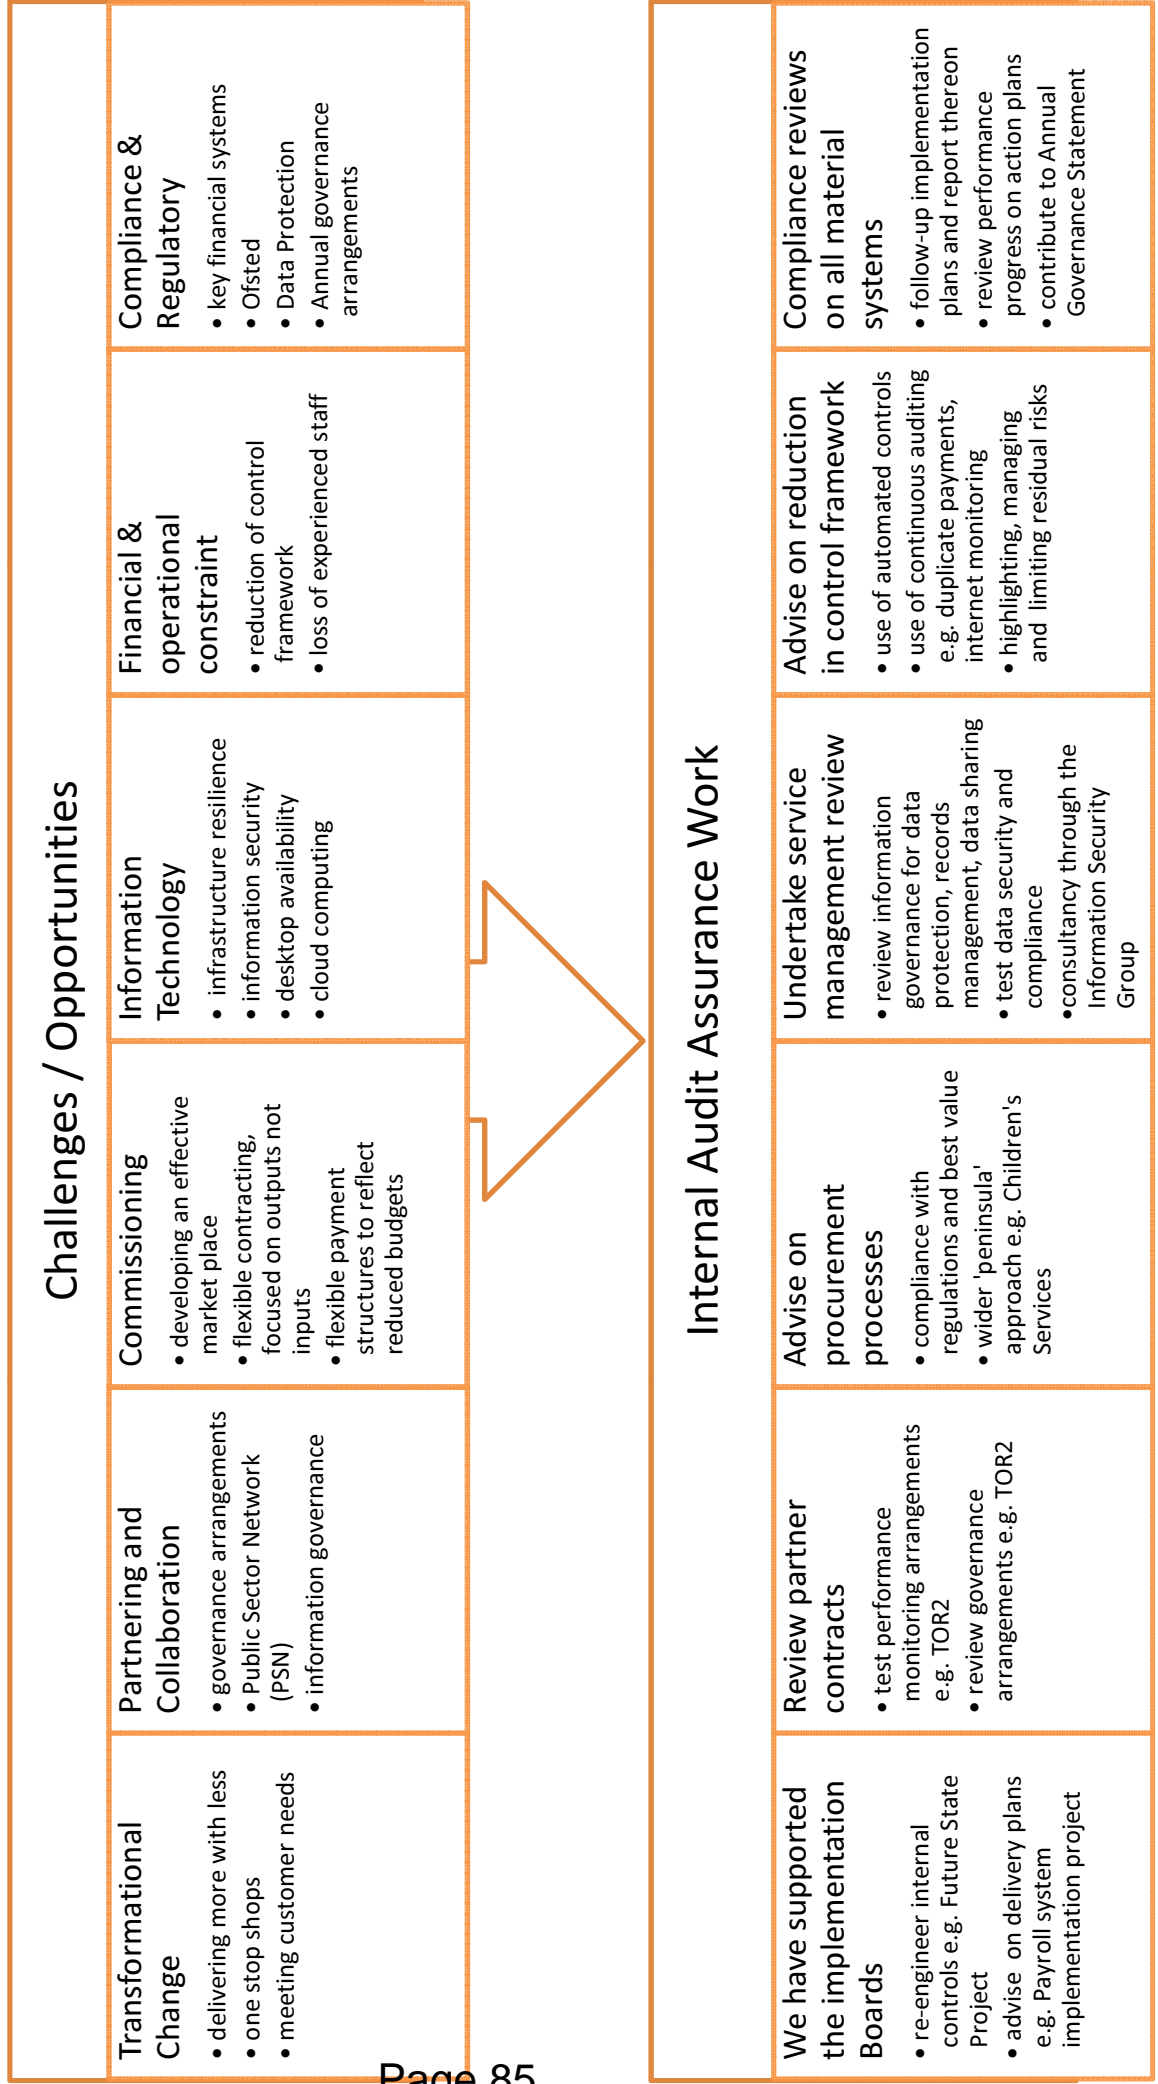 Challenges / Opportunities
Transformational
Change
• delivering more with less
• one stop shops
• meeting customer needs
Partnering and
Collaboration
• governance arrangements
• Public Sector Network
(PSN)
• information governance
Commissioning
• developing an effective
market place
• flexible contracting,
focused on outputs not
inputs
• flexible payment
structures to reflect
reduced budgets
Information
Technology
• infrastructure resilience
• information security
• desktop availability
• cloud computing
Financial &
operational
constraint
• reduction of control
framework
• loss of experienced staff
Compliance &
Regulatory
• key financial systems
• Ofsted
• Data Protection
• Annual governance
arrangements
Internal Audit Assurance Work
We have supported
the implementation
Boards
• re-engineer internal
controls e.g. Future State
Project
• advise on delivery plans
e.g. Payroll system
implementation project
Review partner
contracts
• test performance
monitoring arrangements
e.g. TOR2
• review governance
arrangements e.g. TOR2
Advise on
procurement
processes
• compliance with
regulations and best value
• wider 'peninsula'
approach e.g. Children's
Services
Undertake service
management review
• review information
governance for data
protection, records
management, data sharing
• test data security and
compliance
•consultancy through the
Information Security
Group
Advise on reduction
in control framework
• use of automated controls
• use of continuous auditing
e.g. duplicate payments,
internet monitoring
• highlighting, managing
and limiting residual risks
Compliance reviews
on all material
systems
• follow-up implementation
plans and report thereon
• review performance
progress on action plans
• contribute to Annual
Governance Statement
Page 85